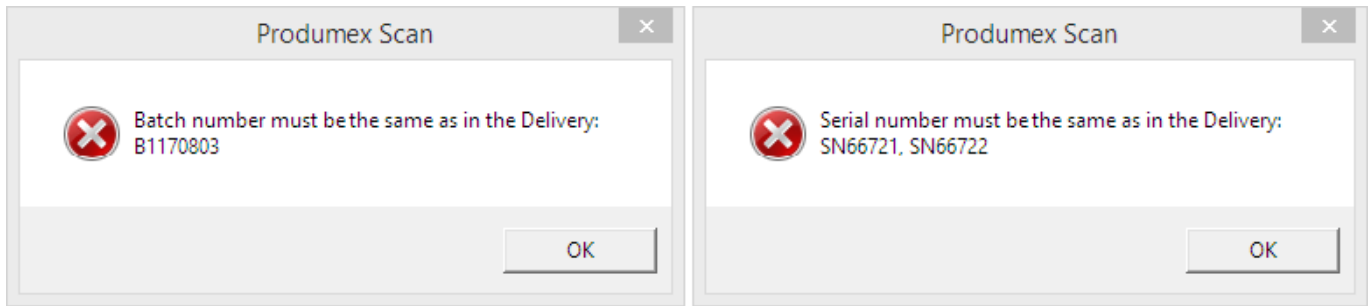 Produmex Scan
Batch number must be the same as in the Delivery:
B1170803
OK
Produmex Scan
Serial number must be the same as in the Delivery:
SN66721, SN66722
OK